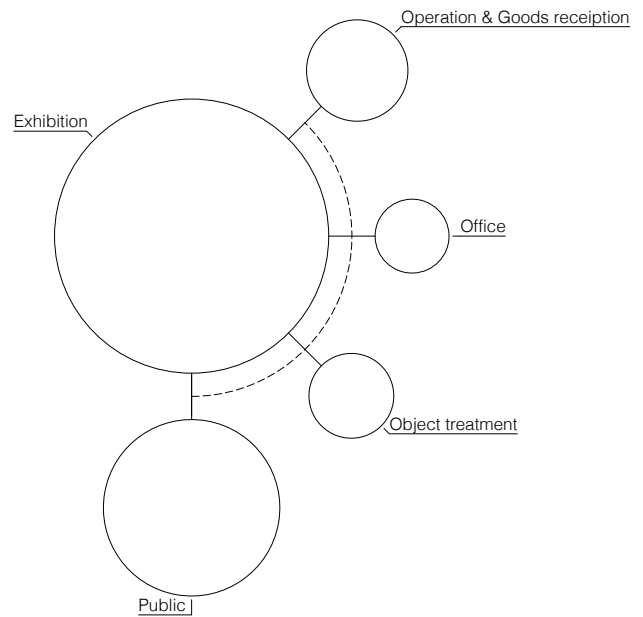 Operation & Goods receiption
Exhibition
Office
Object treatment
Public